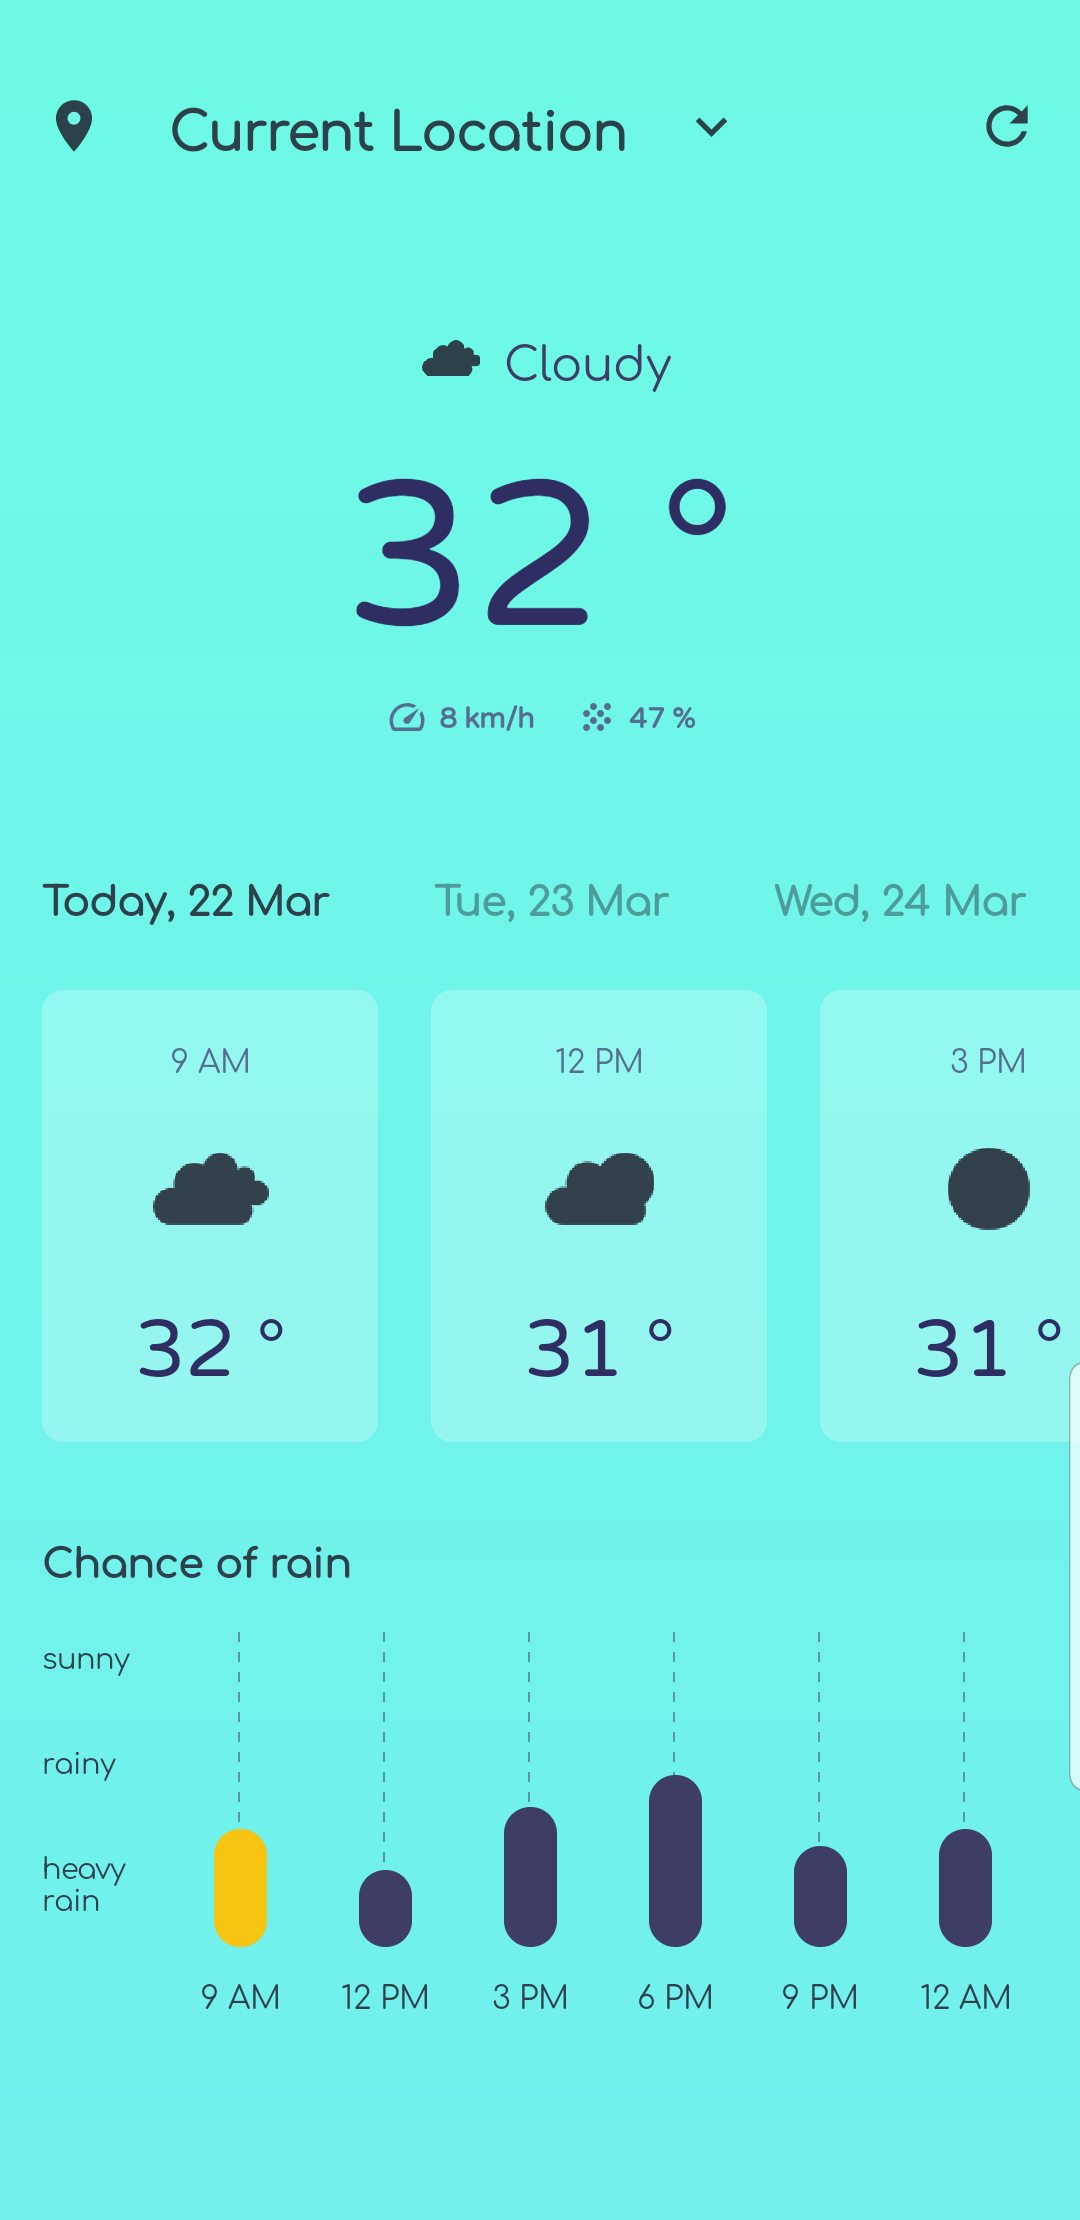 Current Location
Cloudy
32 °
8 km/h 47 %
Today, 22 Mar Tue, 23 Mar Wed, 24 Mar
9 AM 12 PM 3 PM
32 ° 31 ° 31 °
Chance of rain
sunny
rainy
heavy
rain
9 AM 12 PM 3 PM 6 PM 9 PM 12 AM